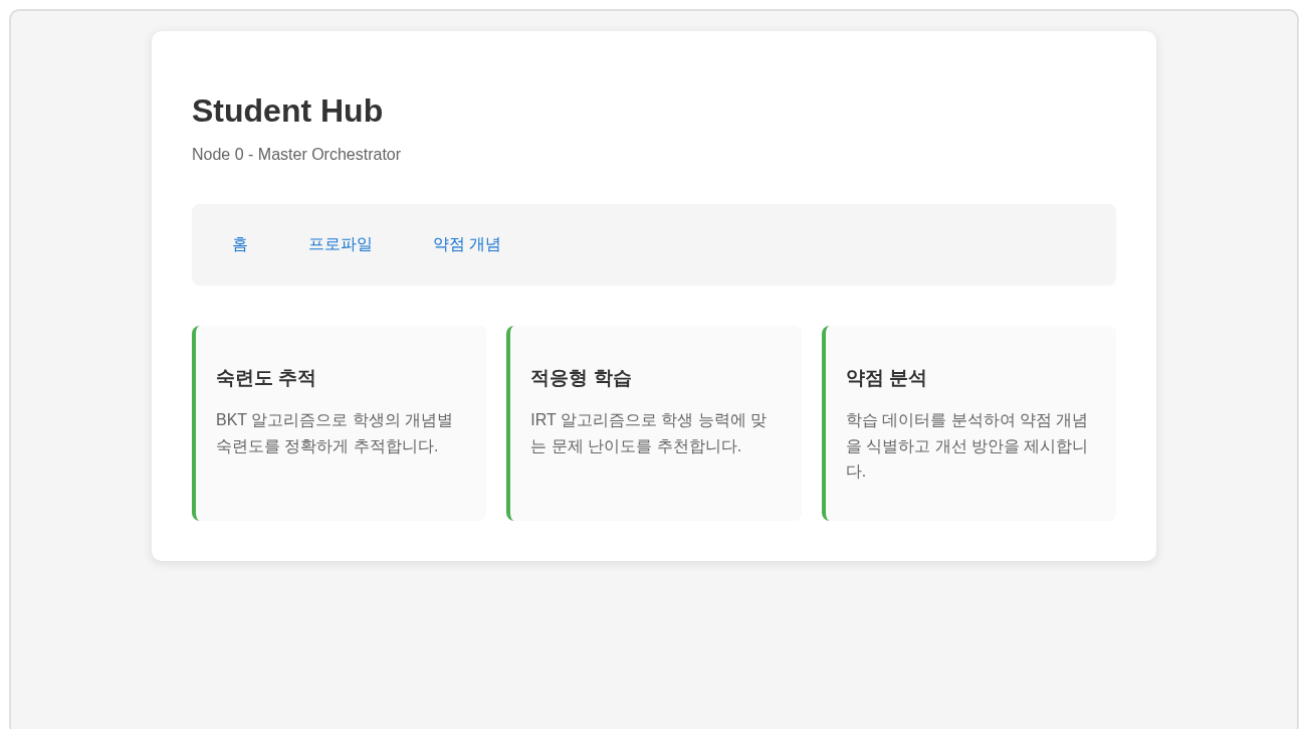 Student Hub
Node 0 - Master Orchestrator
홈 프로파일 약점 개념
숙련도 추적
BKT 알고리즘으로 학생의 개념별
숙련도를 정확하게 추적합니다.
적응형 학습
IRT 알고리즘으로 학생 능력에 맞
는 문제 난이도를 추천합니다.
약점 분석
학습 데이터를 분석하여 약점 개념
을 식별하고 개선 방안을 제시합니
다.